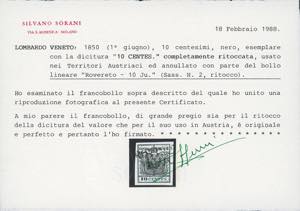 SILVANO SORANI
18 Febbraio 1988.
LOMBARDO VENETO: 1850 (1° giugno), 10 centesimi, nero, esemplare
con la dicitura "10 CENTES." completamente ritoccata, usato
nei Territori Austriaci ed annullato con parte del bollo
lineare "Rovereto - 10 Ju." (Sass. N. 2, ritocco).
Ho esaminato il francobollo sopra descritto del quale ho unito
una riproduzione fotografica al presente Certificato.
A mio parere il francobollo, di grande pregio sia per il ritocco
della dicitura del valore che per il suo uso in Austria, è originale
e perfetto e pertanto l'ho firmato.
10 CENTES